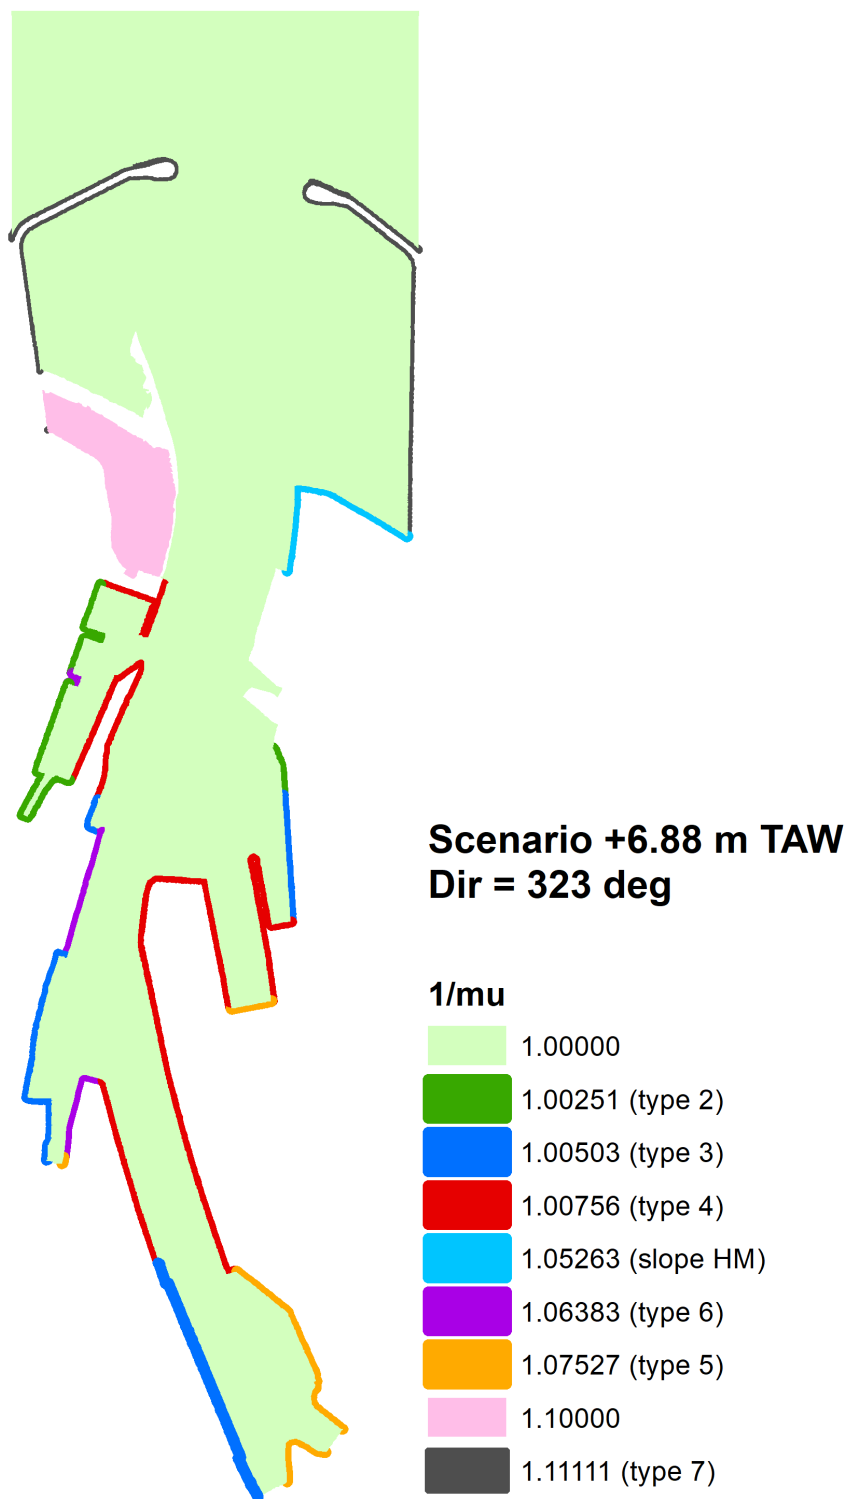 Scenario +6.88 m TAW
Dir = 323 deg
1/mu
1.00000
1.00251 (type 2)
1.00503 (type 3)
1.00756 (type 4)
1.05263 (slope HM)
1.06383 (type 6)
1.07527 (type 5)
1.10000
1.11111 (type 7)